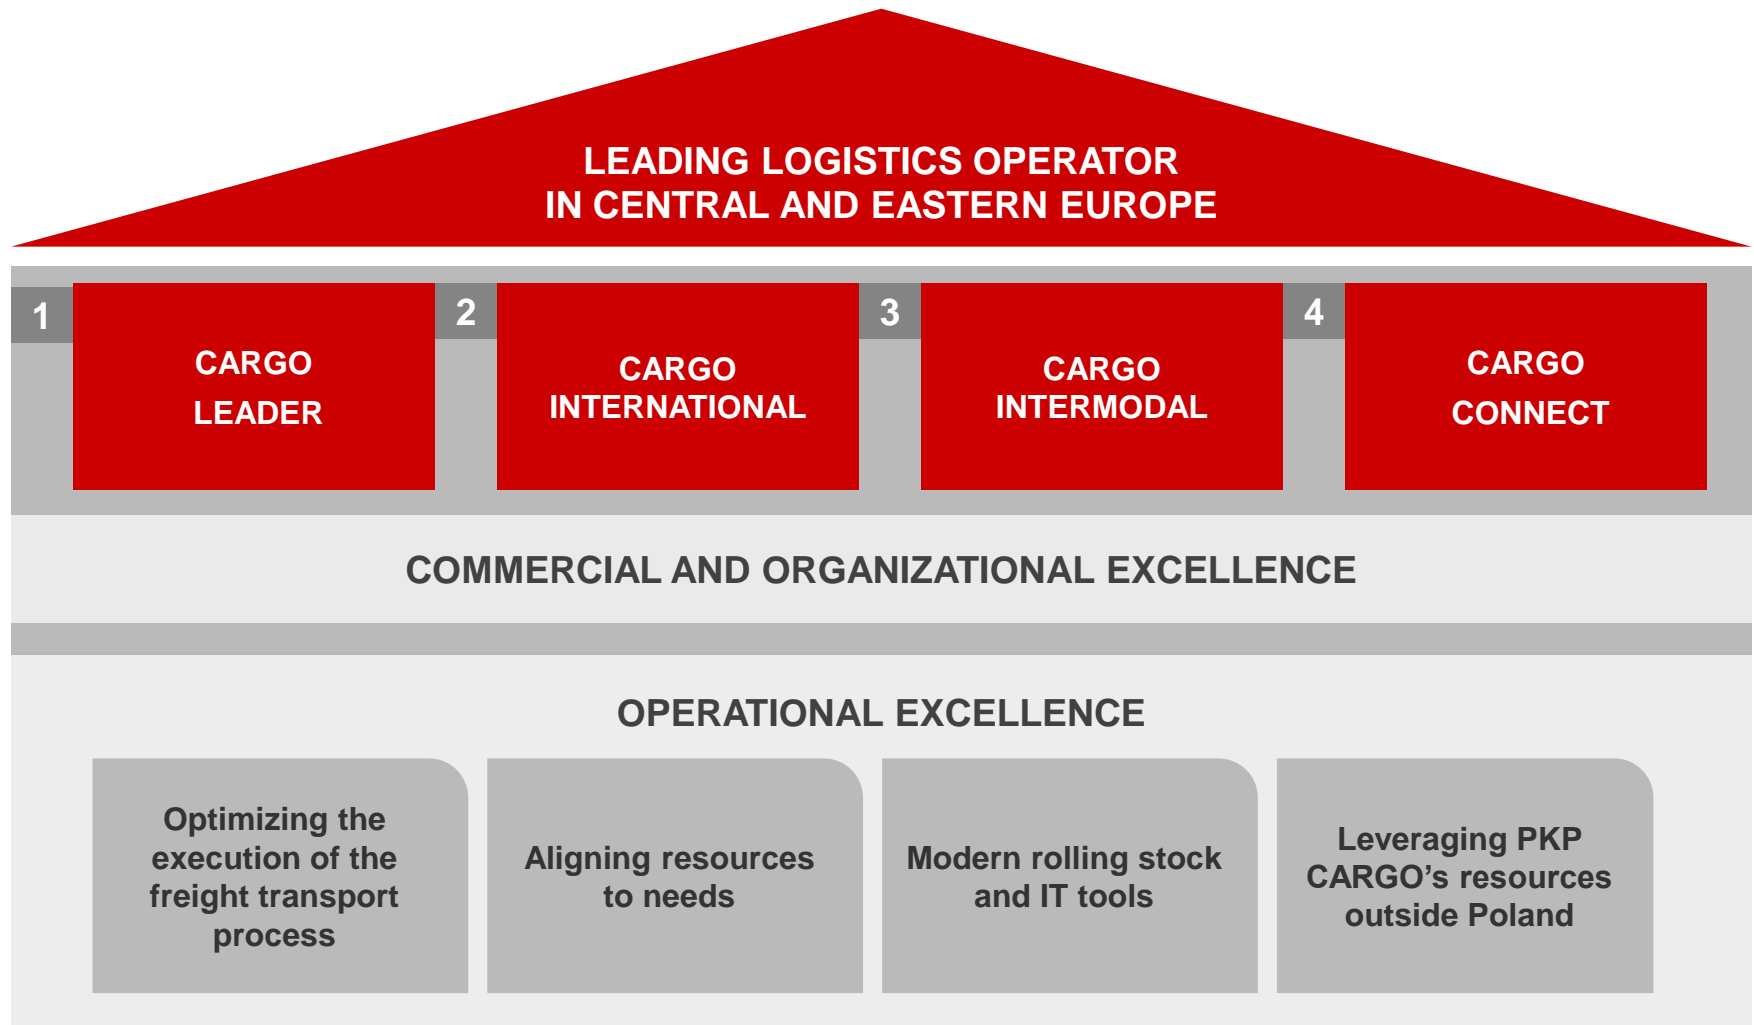 LEADING LOGISTICS OPERATOR
IN CENTRAL AND EASTERN EUROPE
1
CARGO
LEADER
2
CARGO
INTERNATIONAL
3
CARGO
INTERMODAL
4
CARGO
CONNECT
COMMERCIAL AND ORGANIZATIONAL EXCELLENCE
OPERATIONAL EXCELLENCE
Optimizing the
execution of the
freight transport
process
Aligning resources
to needs
Modern rolling stock
and IT tools
Leveraging PKP
CARGO’s resources
outside Poland